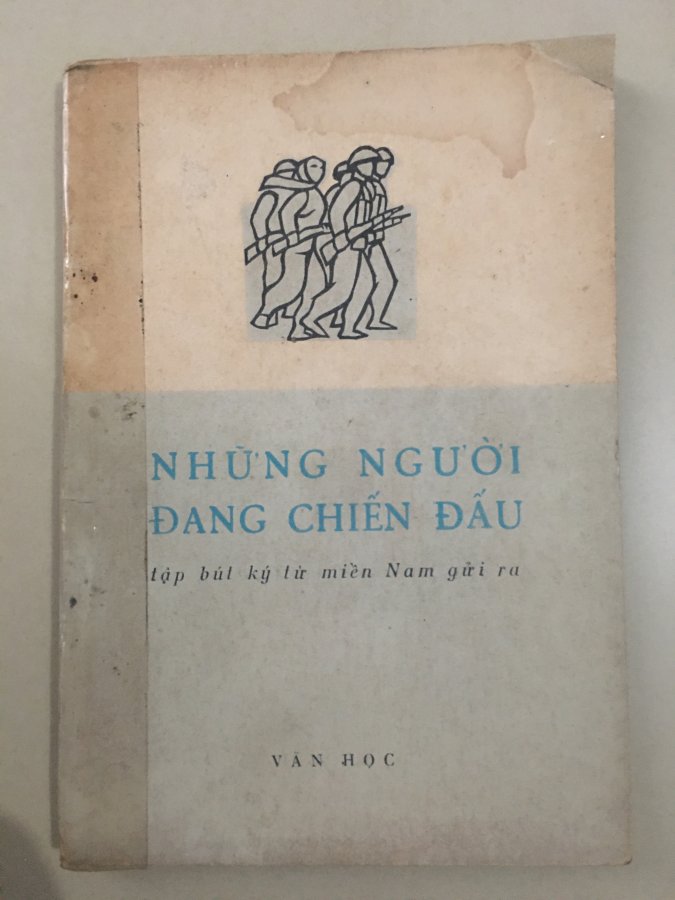 NHỮNG NGƯỜI
ĐANG CHIẾN ĐẤU
tập bút ký từ miền Nam gửi ra
VĂN HỌC